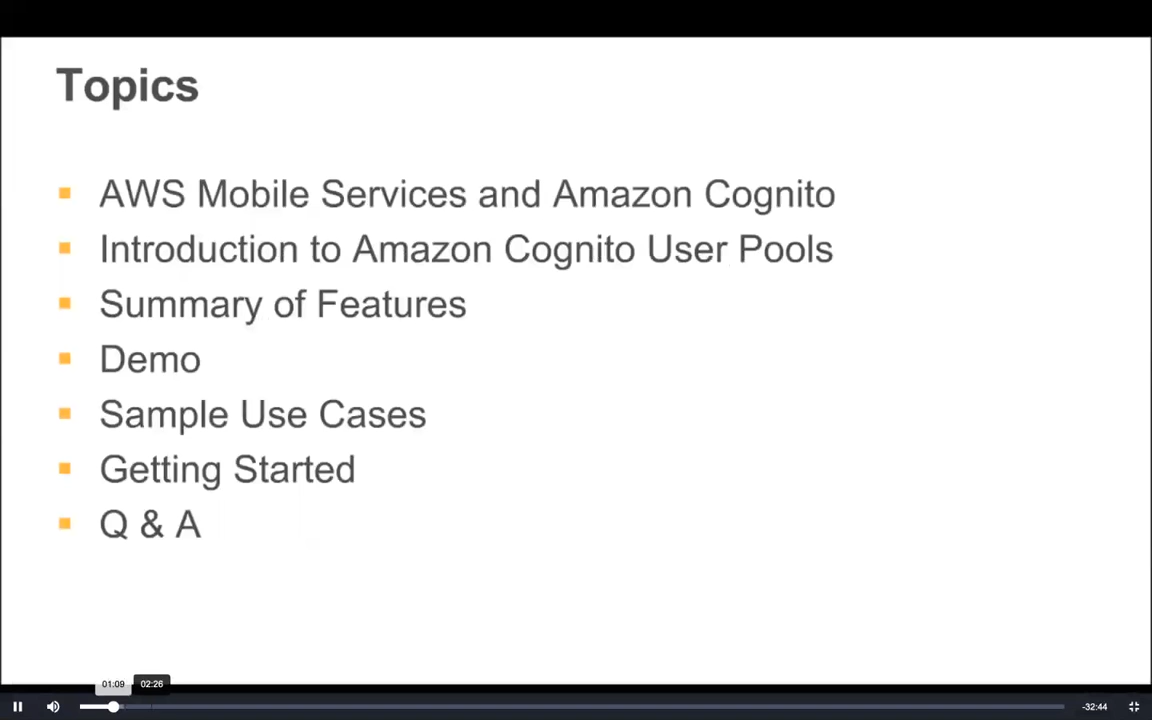 Topics
AWS Mobile Services and Amazon Cognito
Introduction to Amazon Cognito User Pools
Summary of Features
Demo
Sample Use Cases
Getting Started
Q & A
01:09 02:26
-32:44